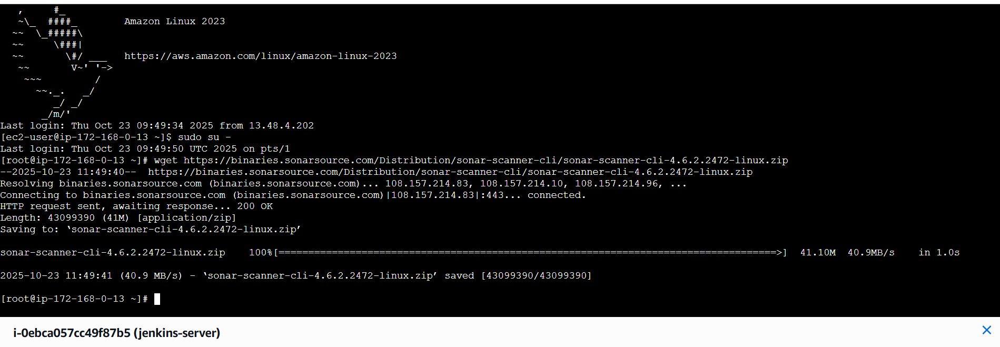 ,     #_
   ~\_  ####_        Amazon Linux 2023
  ~~  \_#####\
  ~~     \###|
  ~~       \#/ ___   https://aws.amazon.com/linux/amazon-linux-2023
   ~~       V~' '->
    ~~~         /
      ~~._.   _/
         _/ _/
       _/m/'
Last login: Thu Oct 23 09:49:34 2025 from 13.48.4.202
[ec2-user@ip-172-168-0-13 ~]$ sudo su -
Last login: Thu Oct 23 09:49:50 UTC 2025 on pts/1
[root@ip-172-168-0-13 ~]# wget https://binaries.sonarsource.com/Distribution/sonar-scanner-cli/sonar-scanner-cli-4.6.2.2472-linux.zip
--2025-10-23 11:49:40--  https://binaries.sonarsource.com/Distribution/sonar-scanner-cli/sonar-scanner-cli-4.6.2.2472-linux.zip
Resolving binaries.sonarsource.com (binaries.sonarsource.com)... 108.157.214.83, 108.157.214.10, 108.157.214.96, ...
Connecting to binaries.sonarsource.com (binaries.sonarsource.com)|108.157.214.83|:443... connected.
HTTP request sent, awaiting response... 200 OK
Length: 43099390 (41M) [application/zip]
Saving to: ‘sonar-scanner-cli-4.6.2.2472-linux.zip’
sonar-scanner-cli-4.6.2.2472-linux.zip    100%[====================================================================================>]  41.10M  40.9MB/s    in 1.0s
2025-10-23 11:49:41 (40.9 MB/s) - ‘sonar-scanner-cli-4.6.2.2472-linux.zip’ saved [43099390/43099390]
[root@ip-172-168-0-13 ~]#
i-0ebca057cc49f87b5 (jenkins-server)